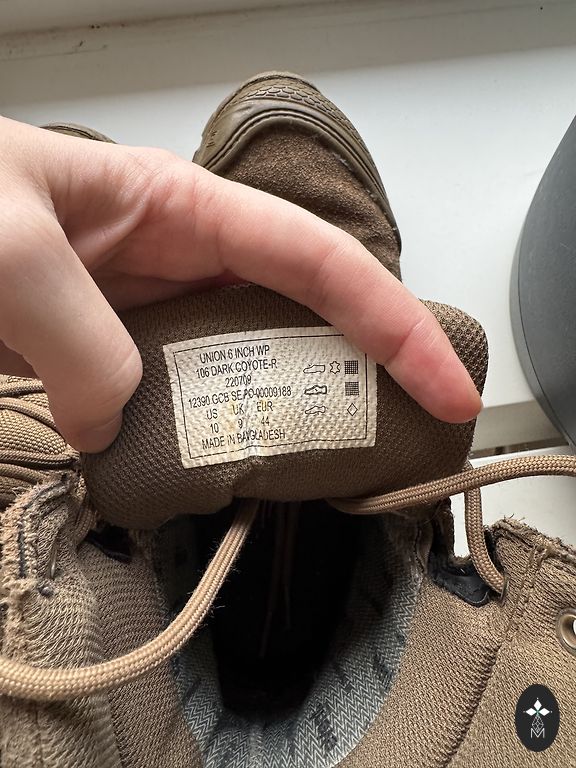 UNION 6 INCH WP
106 DARK COYOTE-R
220709
12390 GCB SE PO-00009188
US UK EUR
10 9 44
MADE IN BANGLADESH
M